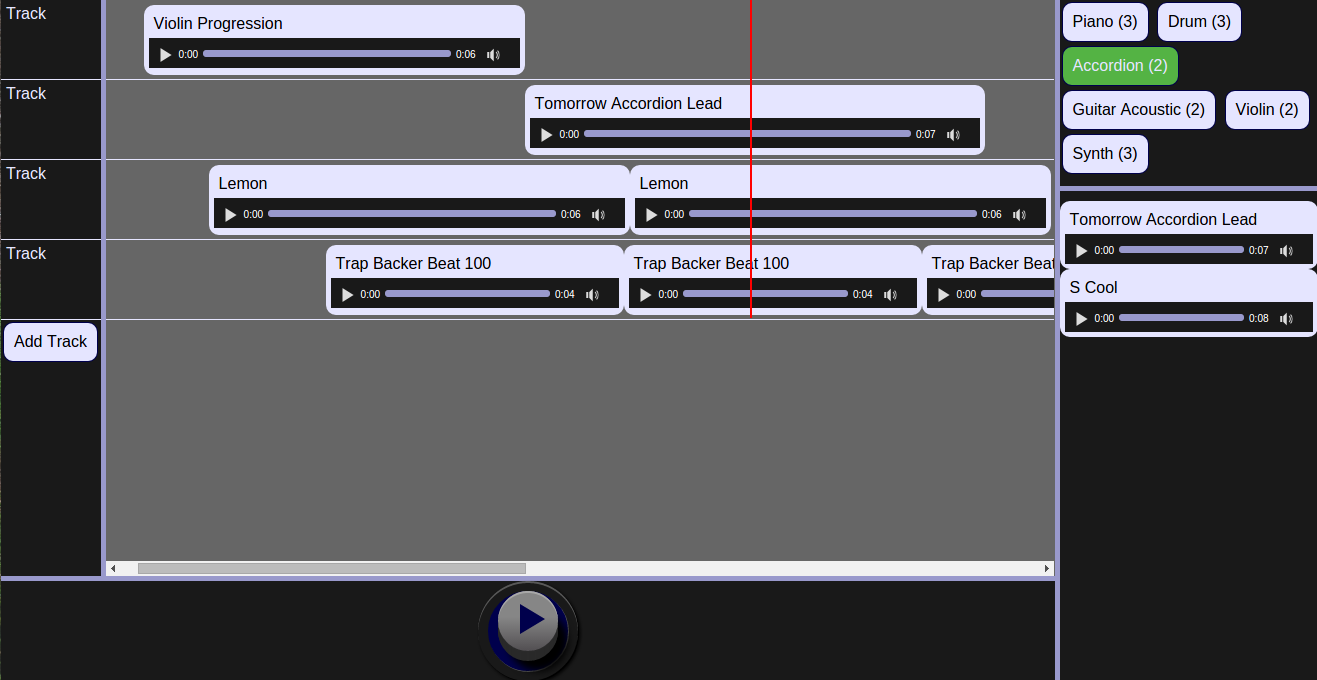 Track
Violin Progression
0:00 0:06
Track
Tomorrow Accordion Lead
0:00 0:07
Track
Lemon Lemon
0:00 0:06 0:00 0:06
Track
Trap Backer Beat 100 Trap Backer Beat 100 Trap Backer Beat
0:00 0:04 0:00 0:04 0:00
Add Track
Piano (3) Drum (3)
Accordion (2)
Guitar Acoustic (2) Violin (2)
Synth (3)
Tomorrow Accordion Lead
0:00 0:07
S Cool
0:00 0:08